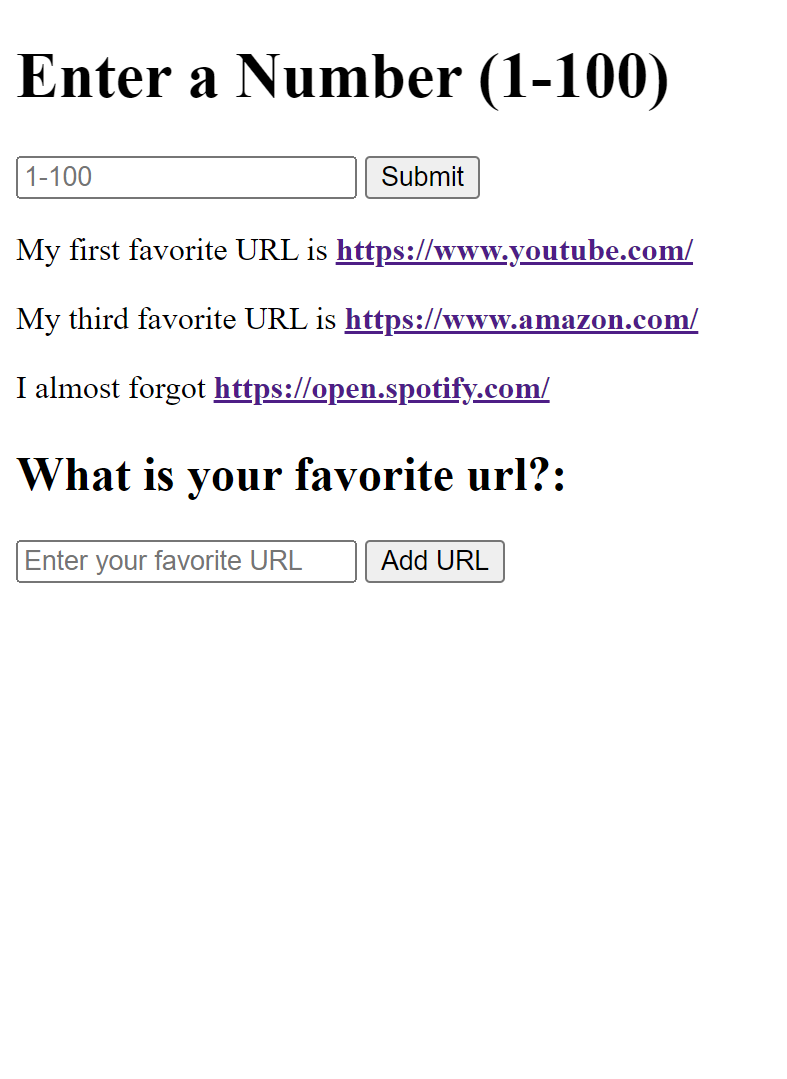 Enter a Number (1-100)
1-100 Submit
My first favorite URL is https://www.youtube.com/
My third favorite URL is https://www.amazon.com/
I almost forgot https://open.spotify.com/
What is your favorite url?:
Enter your favorite URL Add URL